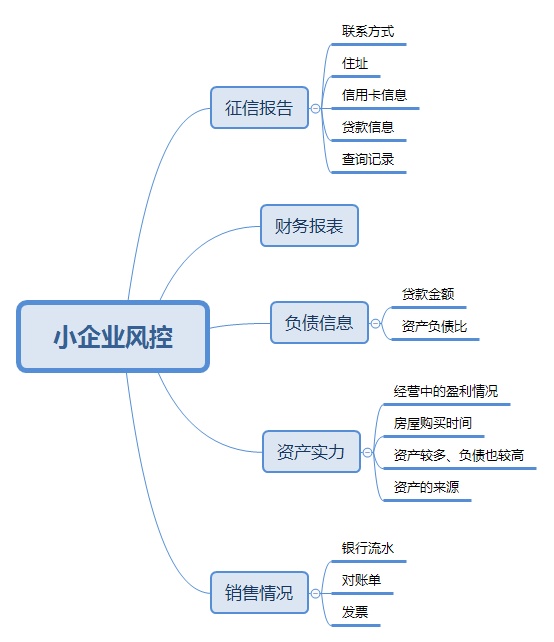 小企业风控
征信报告
联系方式
住址
信用卡信息
贷款信息
查询记录
财务报表
负债信息
贷款金额
资产负债比
资产实力
经营中的盈利情况
房屋购买时间
资产较多、负债也较高
资产的来源
销售情况
银行流水
对账单
发票